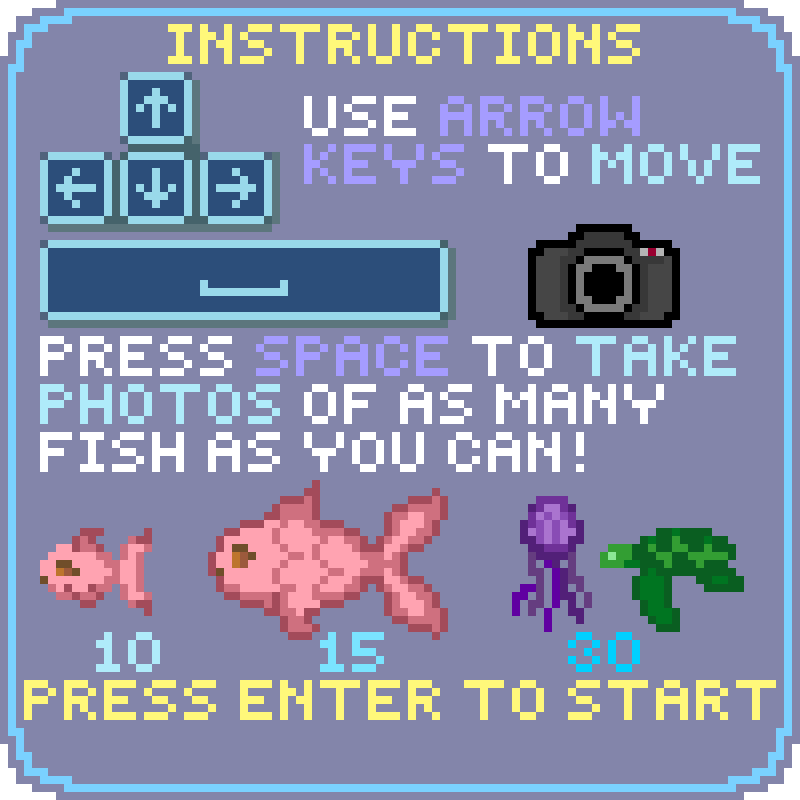 INSTRUCTIONS
USE ARROW
KEYS TO MOVE
PRESS SPACE TO TAKE
PHOTOS OF AS MANY
FISH AS YOU CAN!
10 15 30
PRESS ENTER TO START